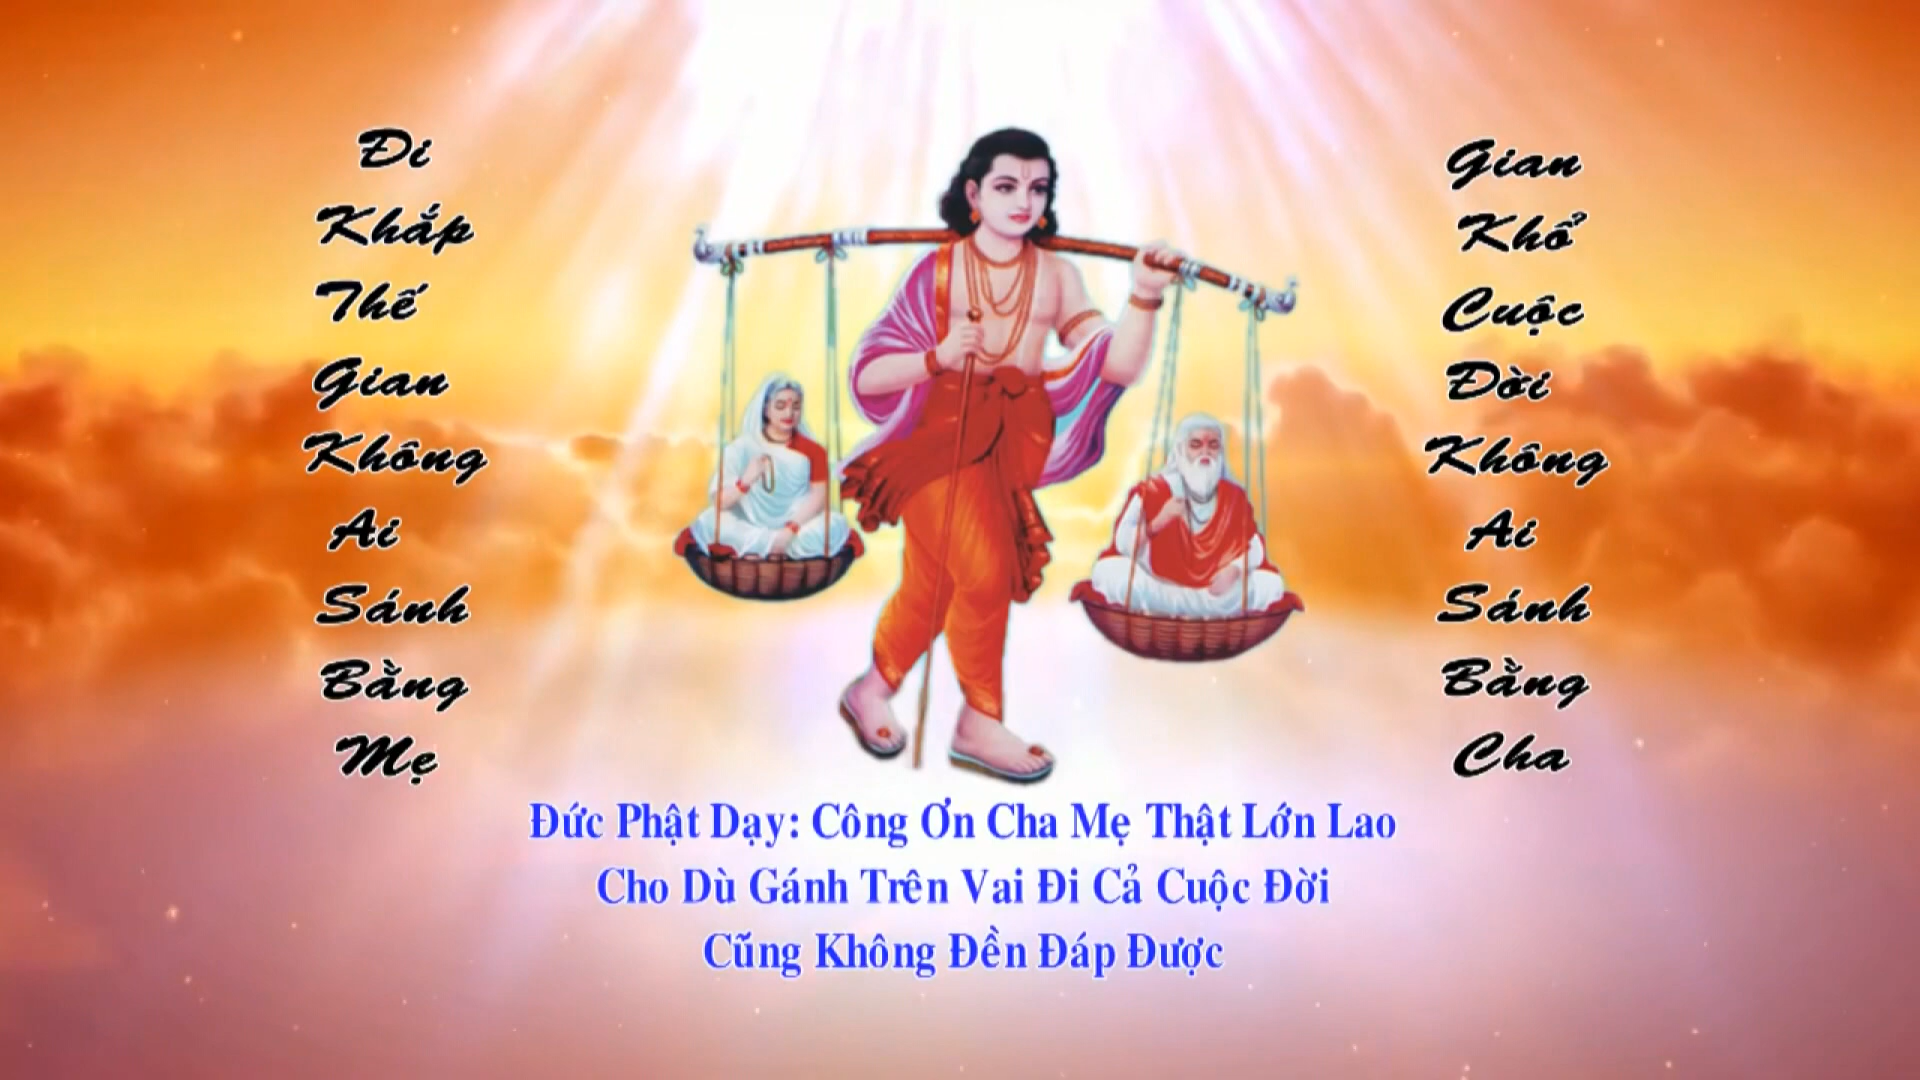 Đi
Khắp
Thế
Gian
Không
Ai
Sánh
Bằng
Mẹ
Gian
Khổ
Cuộc
Đời
Không
Ai
Sánh
Bằng
Cha
Đức Phật Dạy: Công Ơn Cha Mẹ Thật Lớn Lao
Cho Dù Gánh Trên Vai Đi Cả Cuộc Đời
Cũng Không Đền Đáp Được